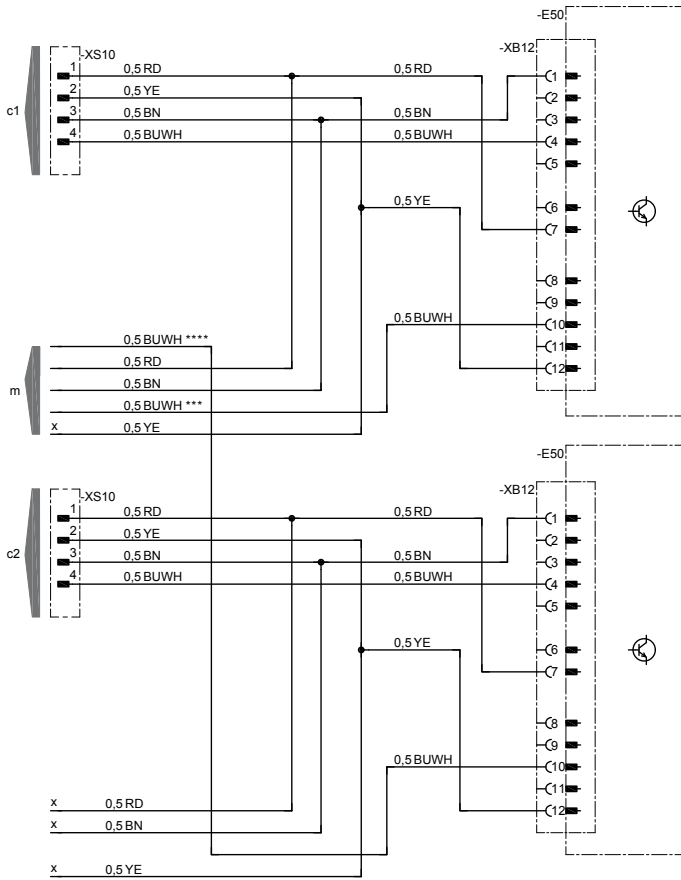 -E50
-XS10 -XB12
1 0,5 RD 0,5 RD 1
2 0,5 YE 2
c1 3 0,5 BN 0,5 BN 3
4 0,5 BUWH 0,5 BUWH 4
5
0,5 YE 6
7
8
9
0,5 BUWH 10
0,5 BUWH **** 11
0,5 RD 12
m 0,5 BN
0,5 BUWH ***
x 0,5 YE
-E50
-XS10 -XB12
1 0,5 RD 0,5 RD 1
2 0,5 YE 2
c2 3 0,5 BN 0,5 BN 3
4 0,5 BUWH 0,5 BUWH 4
5
0,5 YE 6
7
8
9
0,5 BUWH 10
11
x 0,5 RD 12
x 0,5 BN
x 0,5 YE